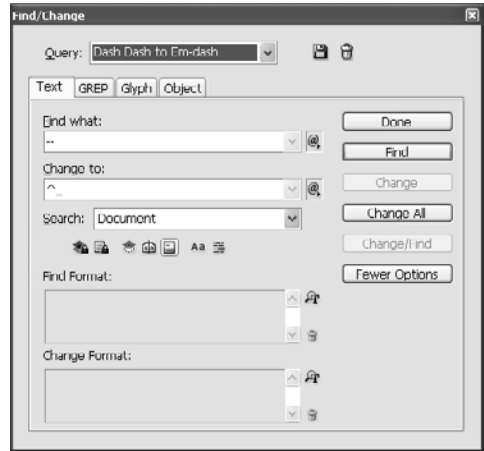 Find/Change
Query: Dash Dash to Em-dash
Text GREP Glyph Object
Find what:
--
Change to:
^_
Search: Document
Aa
Find Format:
Change Format:
Done
Find
Change
Change All
Change/Find
Fewer Options